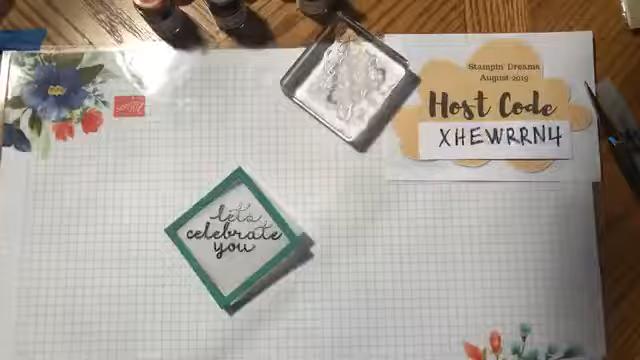 Stampin' Dreams
August 2019
Host Code
XHEWRRN4
let's
celebrate
you